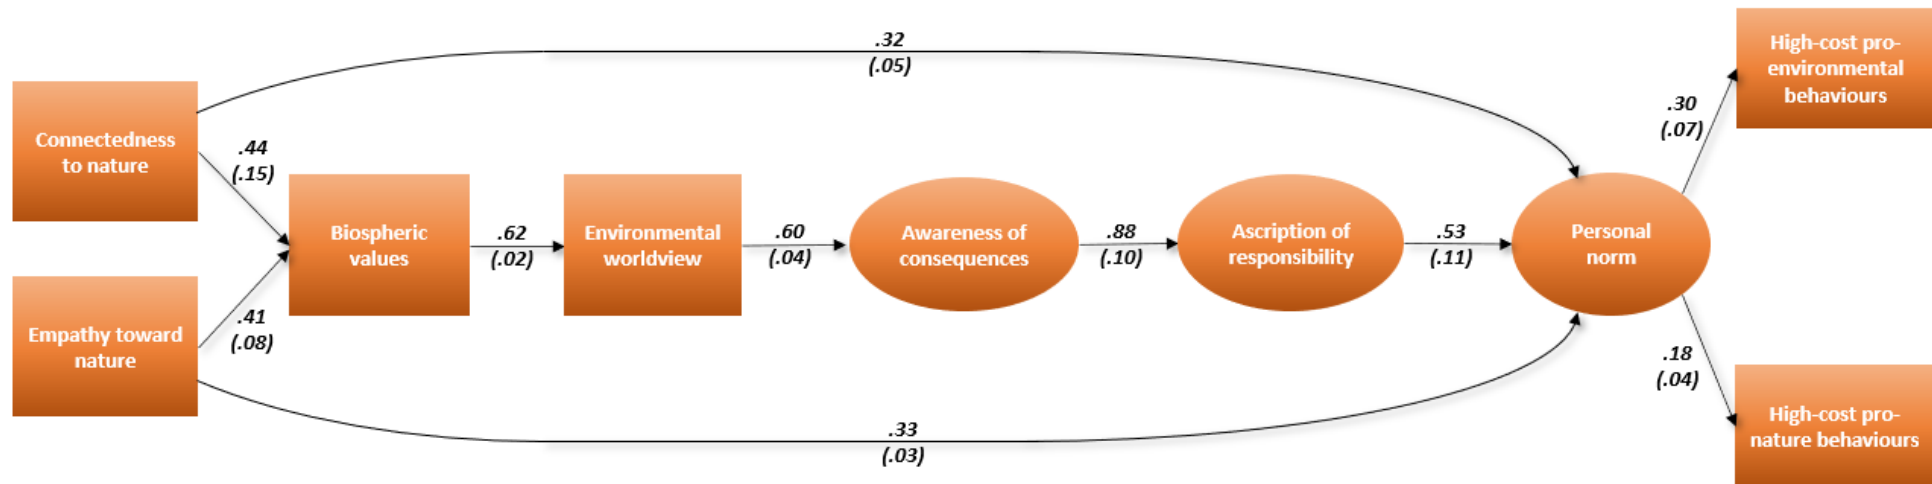 .32
(.05)
High-cost pro-
environmental
behaviours
Connectedness
to nature
.44
(.15)
.30
(.07)
Biospheric
values
.62
(.02)
Environmental
worldview
.60
(.04)
Awareness of
consequences
.88
(.10)
Ascription of
responsibility
.53
(.11)
Personal
norm
Empathy toward
nature
.41
(.08)
.18
(.04)
.33
(.03)
High-cost pro-
nature behaviours